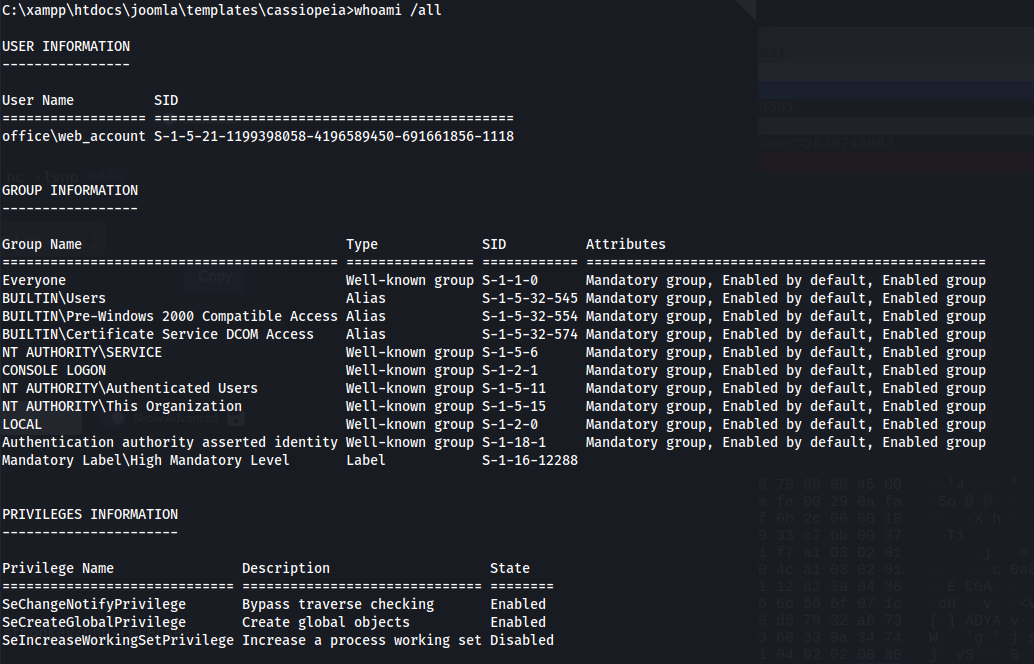 C:\xampp\htdocs\joomla\templates\cassiopeia>whoami /all
USER INFORMATION
----------------
User Name          SID
================== =============================================
office\web_account S-1-5-21-1199398058-4196589450-691661856-1118
GROUP INFORMATION
-----------------
Group Name                                 Type             SID          Attributes
========================================== ================ ============ ==================================================
Everyone                                   Well-known group S-1-1-0      Mandatory group, Enabled by default, Enabled group
BUILTIN\Users                              Alias            S-1-5-32-545 Mandatory group, Enabled by default, Enabled group
BUILTIN\Pre-Windows 2000 Compatible Access Alias            S-1-5-32-554 Mandatory group, Enabled by default, Enabled group
BUILTIN\Certificate Service DCOM Access    Alias            S-1-5-32-574 Mandatory group, Enabled by default, Enabled group
NT AUTHORITY\SERVICE                       Well-known group S-1-5-6      Mandatory group, Enabled by default, Enabled group
CONSOLE LOGON                              Well-known group S-1-2-1      Mandatory group, Enabled by default, Enabled group
NT AUTHORITY\Authenticated Users           Well-known group S-1-5-11     Mandatory group, Enabled by default, Enabled group
NT AUTHORITY\This Organization             Well-known group S-1-5-15     Mandatory group, Enabled by default, Enabled group
LOCAL                                      Well-known group S-1-2-0      Mandatory group, Enabled by default, Enabled group
Authentication authority asserted identity Well-known group S-1-18-1     Mandatory group, Enabled by default, Enabled group
Mandatory Label\High Mandatory Level       Label            S-1-16-12288
PRIVILEGES INFORMATION
----------------------
Privilege Name                Description                    State
============================= ============================== ========
SeChangeNotifyPrivilege       Bypass traverse checking       Enabled
SeCreateGlobalPrivilege       Create global objects          Enabled
SeIncreaseWorkingSetPrivilege Increase a process working set Disabled